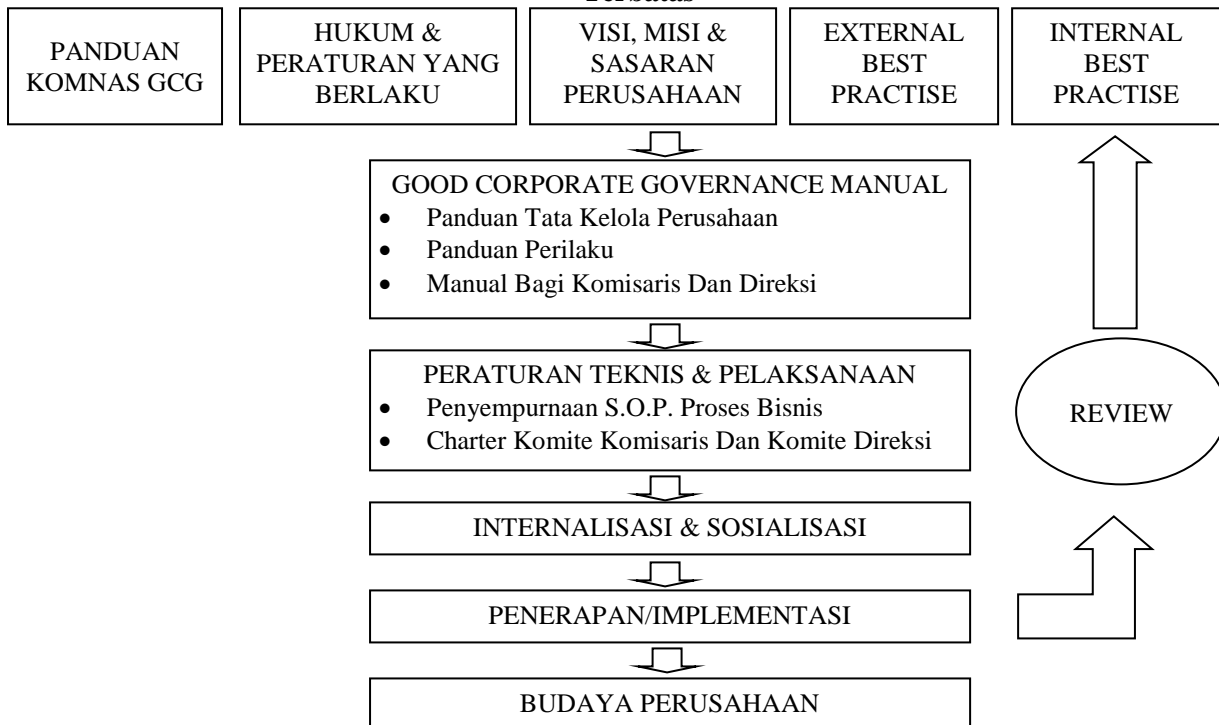 PANDUAN
KOMNAS GCG
HUKUM &
PERATURAN YANG
BERLAKU
VISI, MISI &
SASARAN
PERUSAHAAN
EXTERNAL
BEST
PRACTISE
INTERNAL
BEST
PRACTISE
GOOD CORPORATE GOVERNANCE MANUAL
• Panduan Tata Kelola Perusahaan
• Panduan Perilaku
• Manual Bagi Komisaris Dan Direksi
PERATURAN TEKNIS & PELAKSANAAN
• Penyempurnaan S.O.P. Proses Bisnis
• Charter Komite Komisaris Dan Komite Direksi
REVIEW
INTERNALISASI & SOSIALISASI
PENERAPAN/IMPLEMENTASI
BUDAYA PERUSAHAAN